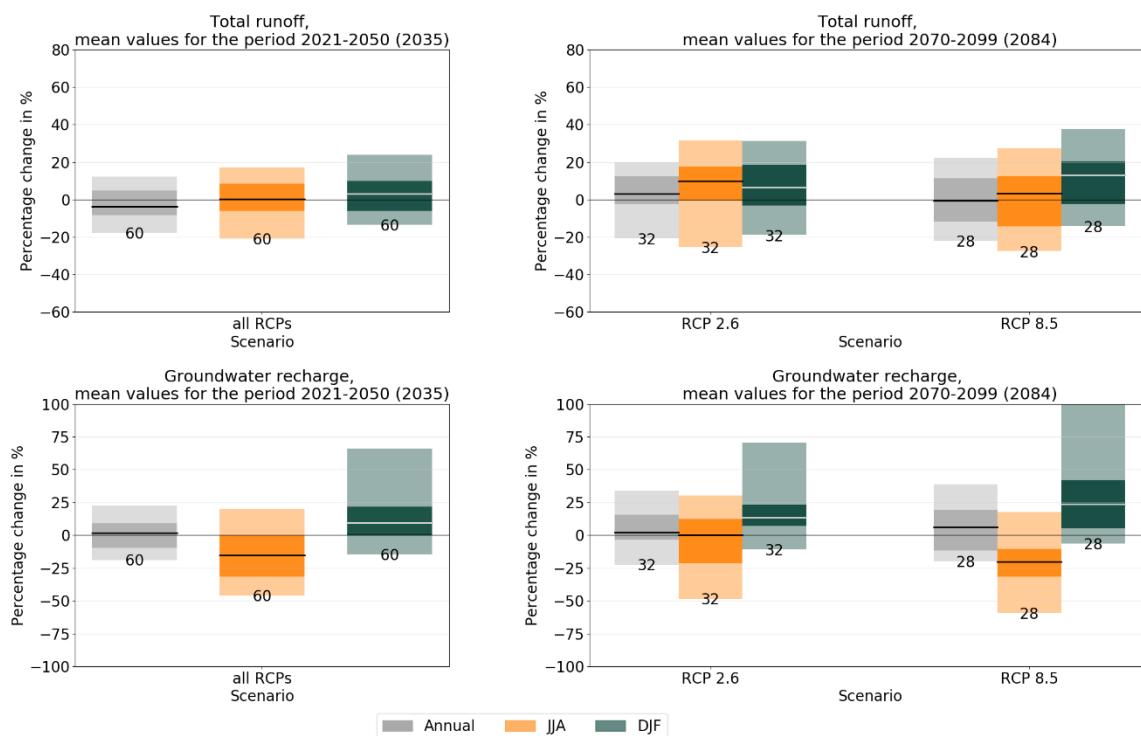 Total runoff,
mean values for the period 2021-2050 (2035)
80
60
40
20
0
−20
−40
−60
Percentage change in %
60
60
60
all RCPs
Scenario
Total runoff,
mean values for the period 2070-2099 (2084)
80
60
40
20
0
−20
−40
−60
Percentage change in %
32
32
32
28
28
28
RCP 2.6
RCP 8.5
Scenario
Groundwater recharge,
mean values for the period 2021-2050 (2035)
100
75
50
25
0
−25
−50
−75
−100
Percentage change in %
60
60
60
all RCPs
Scenario
Groundwater recharge,
mean values for the period 2070-2099 (2084)
100
75
50
25
0
−25
−50
−75
−100
Percentage change in %
32
32
32
28
28
28
RCP 2.6
RCP 8.5
Scenario
Annual
JJA
DJF